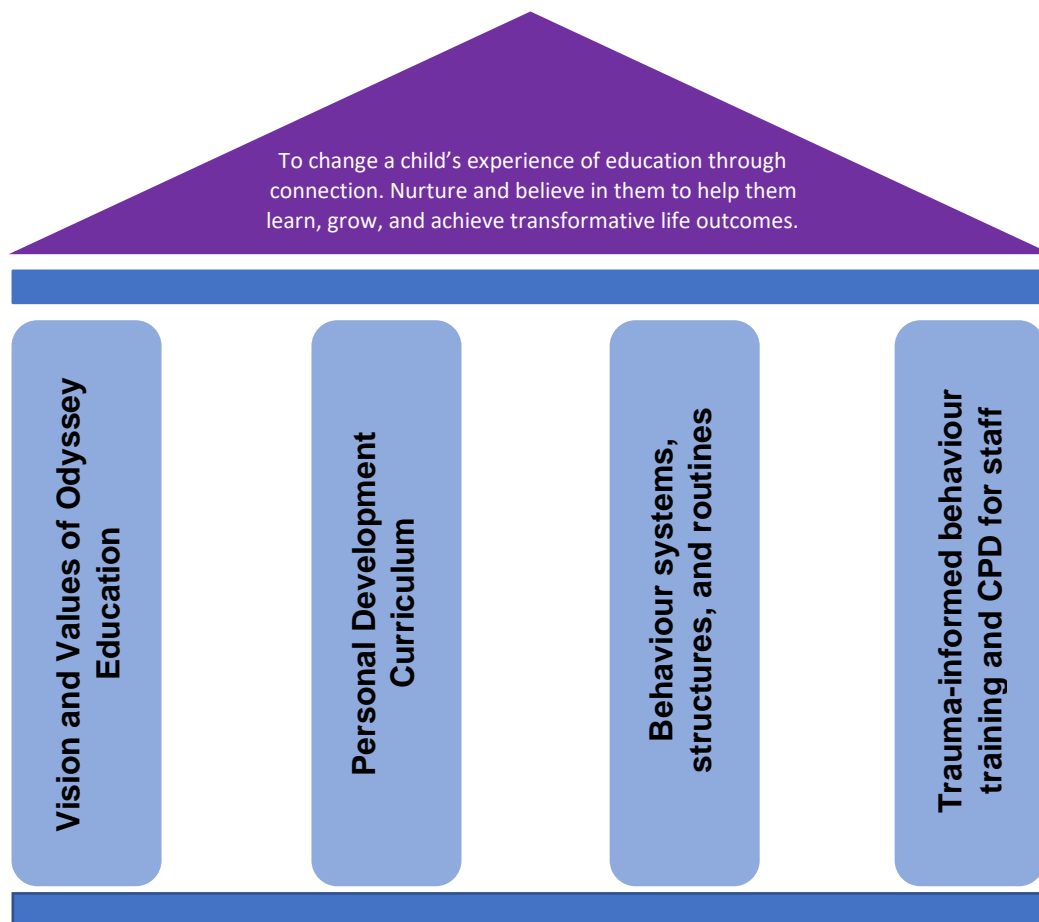 To change a child’s experience of education through
connection. Nurture and believe in them to help them
learn, grow, and achieve transformative life outcomes.
Vision and Values of Odyssey
Education
Personal Development
Curriculum
Behaviour systems,
structures, and routines
Trauma-informed behaviour
training and CPD for staff